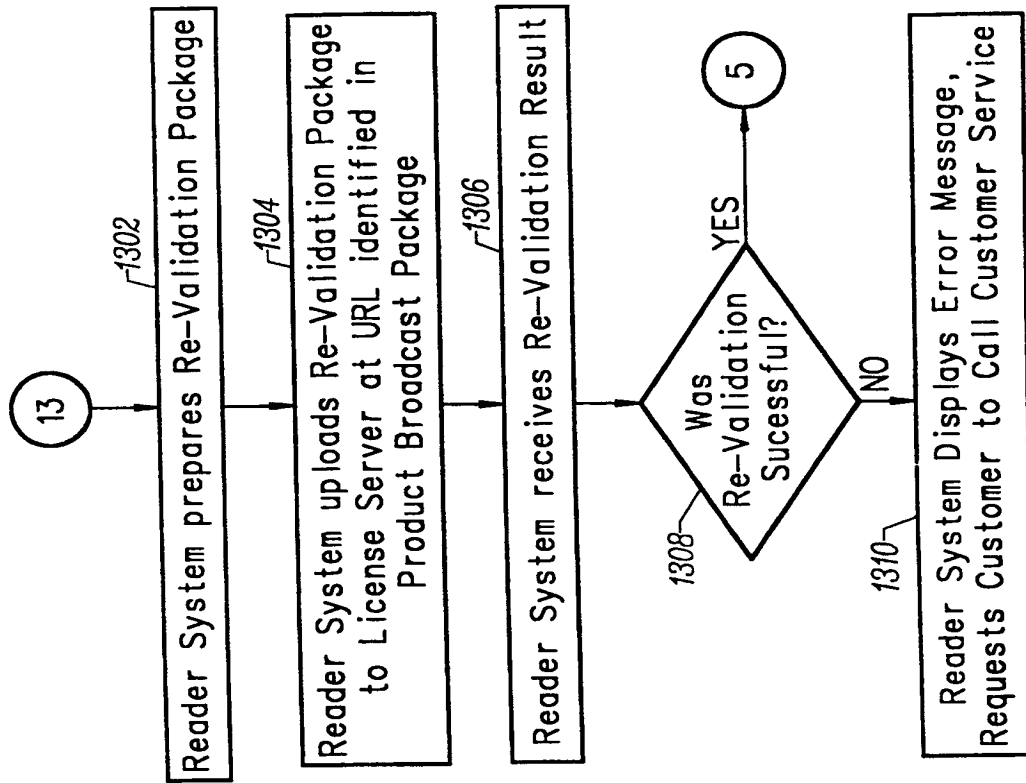 13
1302
Reader System prepares Re-Validation Package
1304
Reader System uploads Re-Validation Package
to License Server at URL identified in
Product Broadcast Package
1306
Reader System receives Re-Validation Result
1308
Was
Re-Validation
Sucessful?
YES
5
NO
1310
Reader System Displays Error Message,
Requests Customer to Call Customer Service